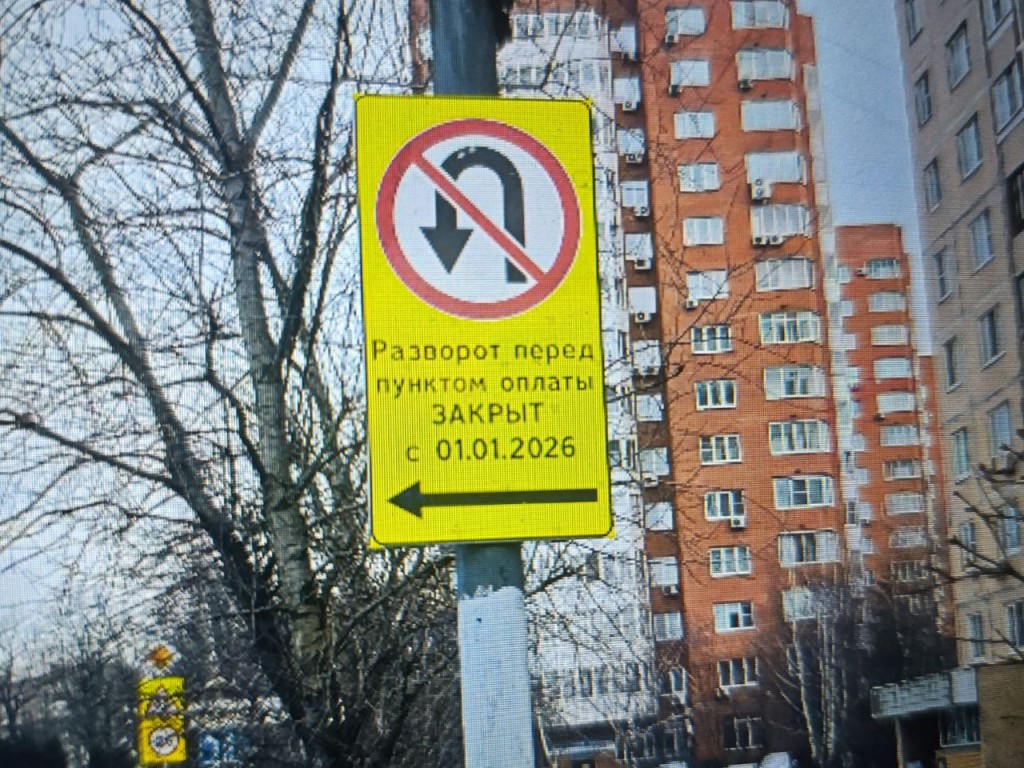 Разворот перед
пунктом оплаты
ЗАКРЫТ
с 01.01.2026